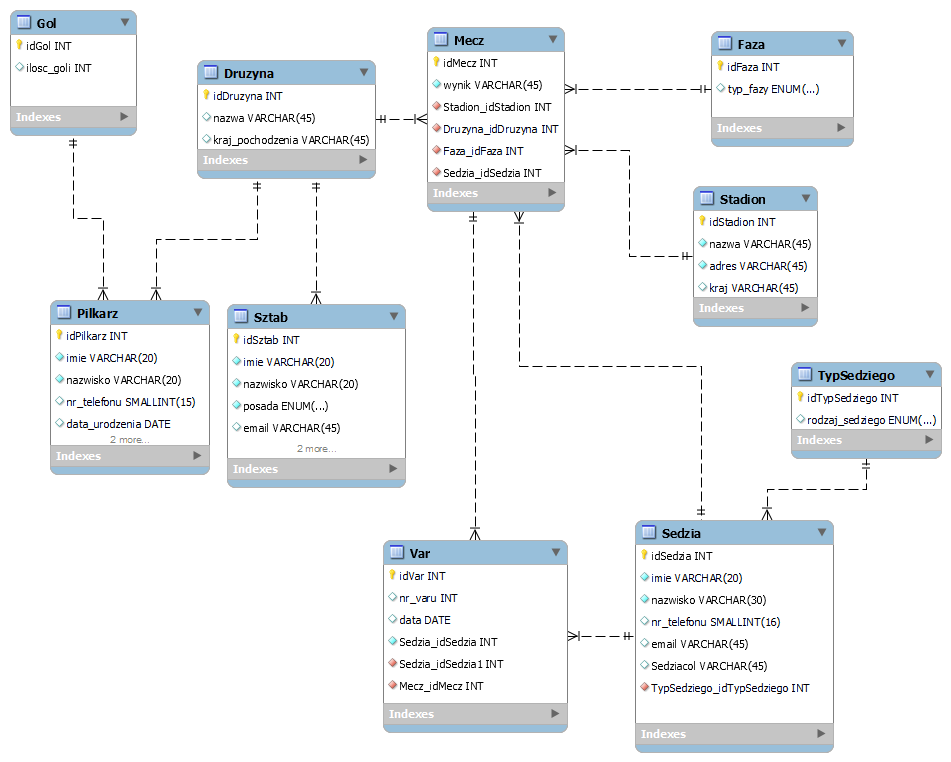 Gol
idGol INT
ilosc_goli INT
Indexes
Druzyna
idDruzyna INT
nazwa VARCHAR(45)
kraj_pochodzenia VARCHAR(45)
Indexes
Mecz
idMecz INT
wynik VARCHAR(45)
Stadion_idStadion INT
Druzyna_idDruzyna INT
Faza_idFaza INT
Sedzia_idSedzia INT
Indexes
Faza
idFaza INT
typ_fazy ENUM(...)
Indexes
Stadion
idStadion INT
nazwa VARCHAR(45)
adres VARCHAR(45)
kraj VARCHAR(45)
Indexes
Pilkarz
idPilkarz INT
imie VARCHAR(20)
nazwisko VARCHAR(20)
nr_telefonu SMALLINT(15)
data_urodzenia DATE
2 more...
Indexes
Sztab
idSztab INT
imie VARCHAR(20)
nazwisko VARCHAR(20)
posada ENUM(...)
email VARCHAR(45)
2 more...
Indexes
TypSedziego
idTypSedziego INT
rodzaj_sedziego ENUM(...)
Indexes
Var
idVar INT
nr_varu INT
data DATE
Sedzia_idSedzia INT
Sedzia_idSedzia1 INT
Mecz_idMecz INT
Indexes
Sedzia
idSedzia INT
imie VARCHAR(20)
nazwisko VARCHAR(30)
nr_telefonu SMALLINT(16)
email VARCHAR(45)
Sedziacol VARCHAR(45)
TypSedziego_idTypSedziego INT
Indexes